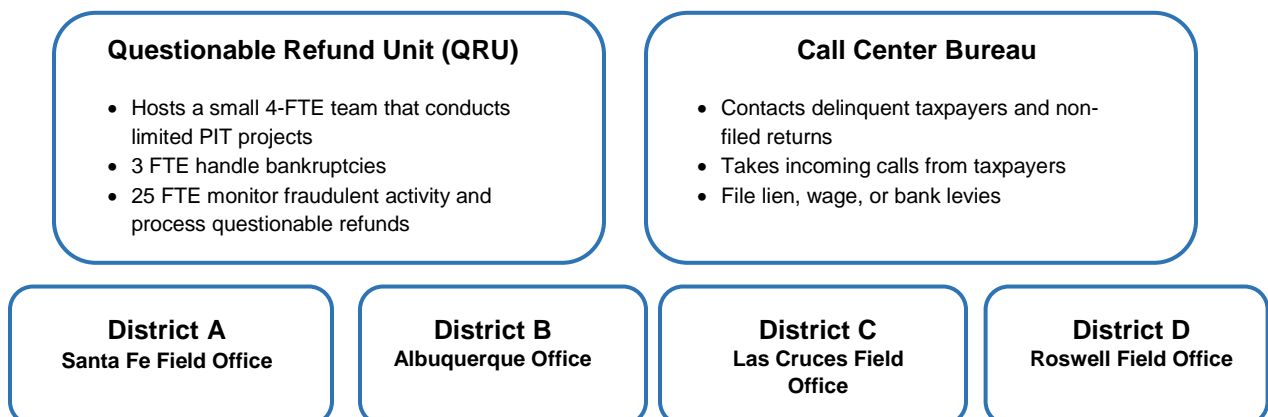 Questionable Refund Unit (QRU)
• Hosts a small 4-FTE team that conducts
limited PIT projects
• 3 FTE handle bankruptcies
• 25 FTE monitor fraudulent activity and
process questionable refunds
Call Center Bureau
• Contacts delinquent taxpayers and non-
filed returns
• Takes incoming calls from taxpayers
• File lien, wage, or bank levies
District A
Santa Fe Field Office
District B
Albuquerque Office
District C
Las Cruces Field
Office
District D
Roswell Field Office